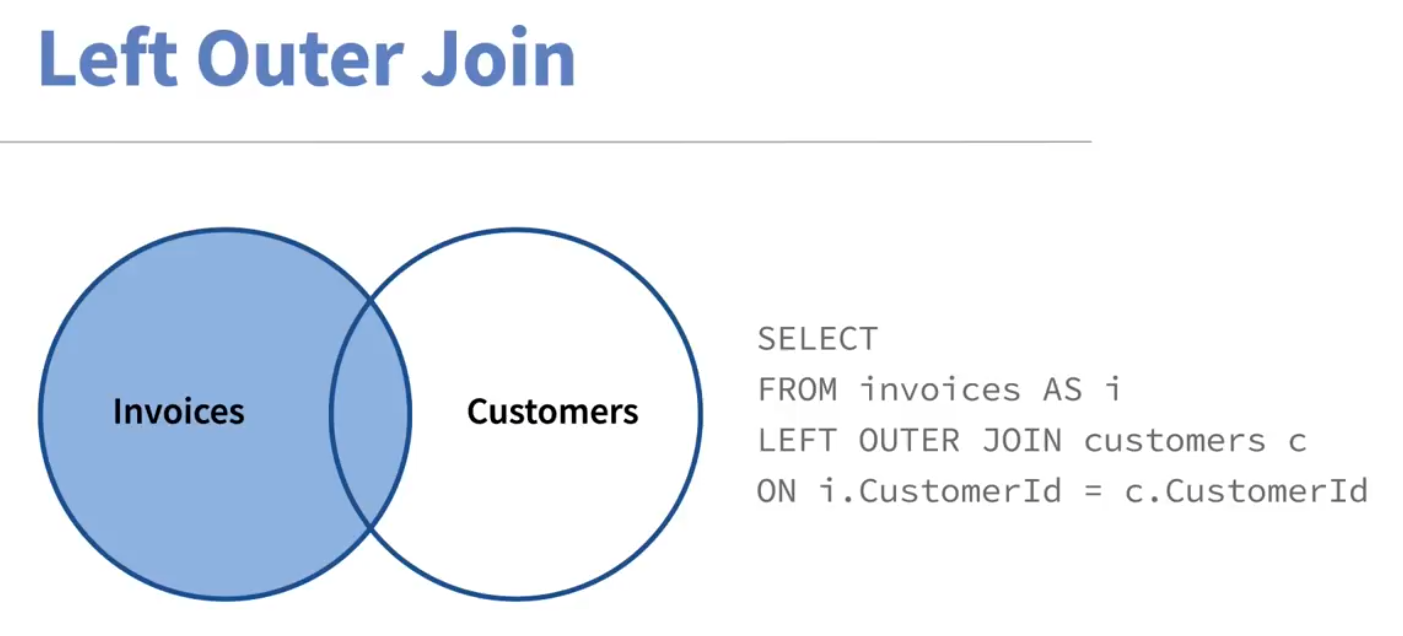 Left Outer Join
Invoices
Customers
SELECT
FROM invoices AS i
LEFT OUTER JOIN customers c
ON i.CustomerId = c.CustomerId